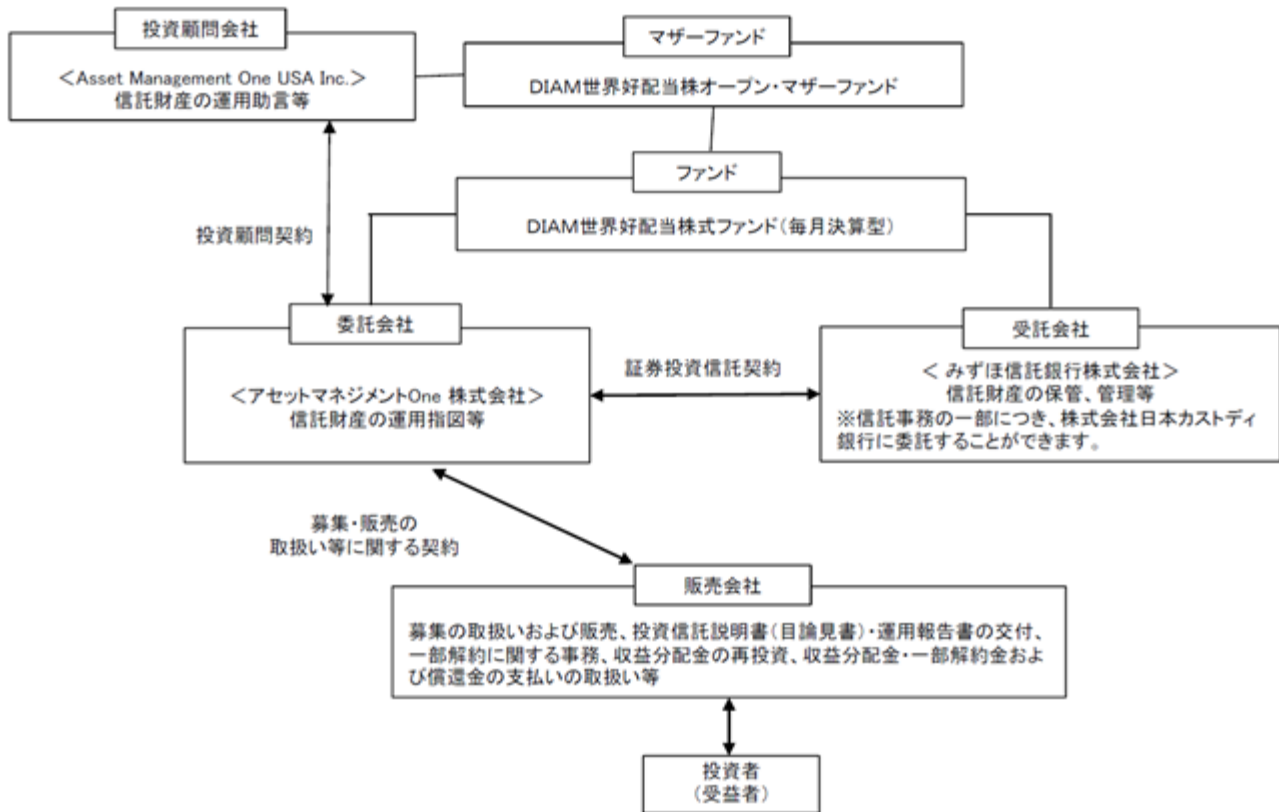 投資顧問会社
＜Asset Management One USA Inc.＞
信託財産の運用助言等
マザーファンド
DIAM世界好配当株オープン・マザーファンド
ファンド
DIAM世界好配当株式ファンド（毎月決算型）
投資顧問契約
委託会社
＜アセットマネジメントOne 株式会社＞
信託財産の運用指図等
証券投資信託契約
受託会社
＜ みずほ信託銀行株式会社＞
信託財産の保管、管理等
※信託事務の一部につき、株式会社日本カストディ
銀行に委託することができます。
募集・販売の
取扱い等に関する契約
販売会社
募集の取扱いおよび販売、投資信託説明書（目論見書）・運用報告書の交付、
一部解約に関する事務、収益分配金の再投資、収益分配金・一部解約金およ
び償還金の支払いの取扱い等
投資者
（受益者）